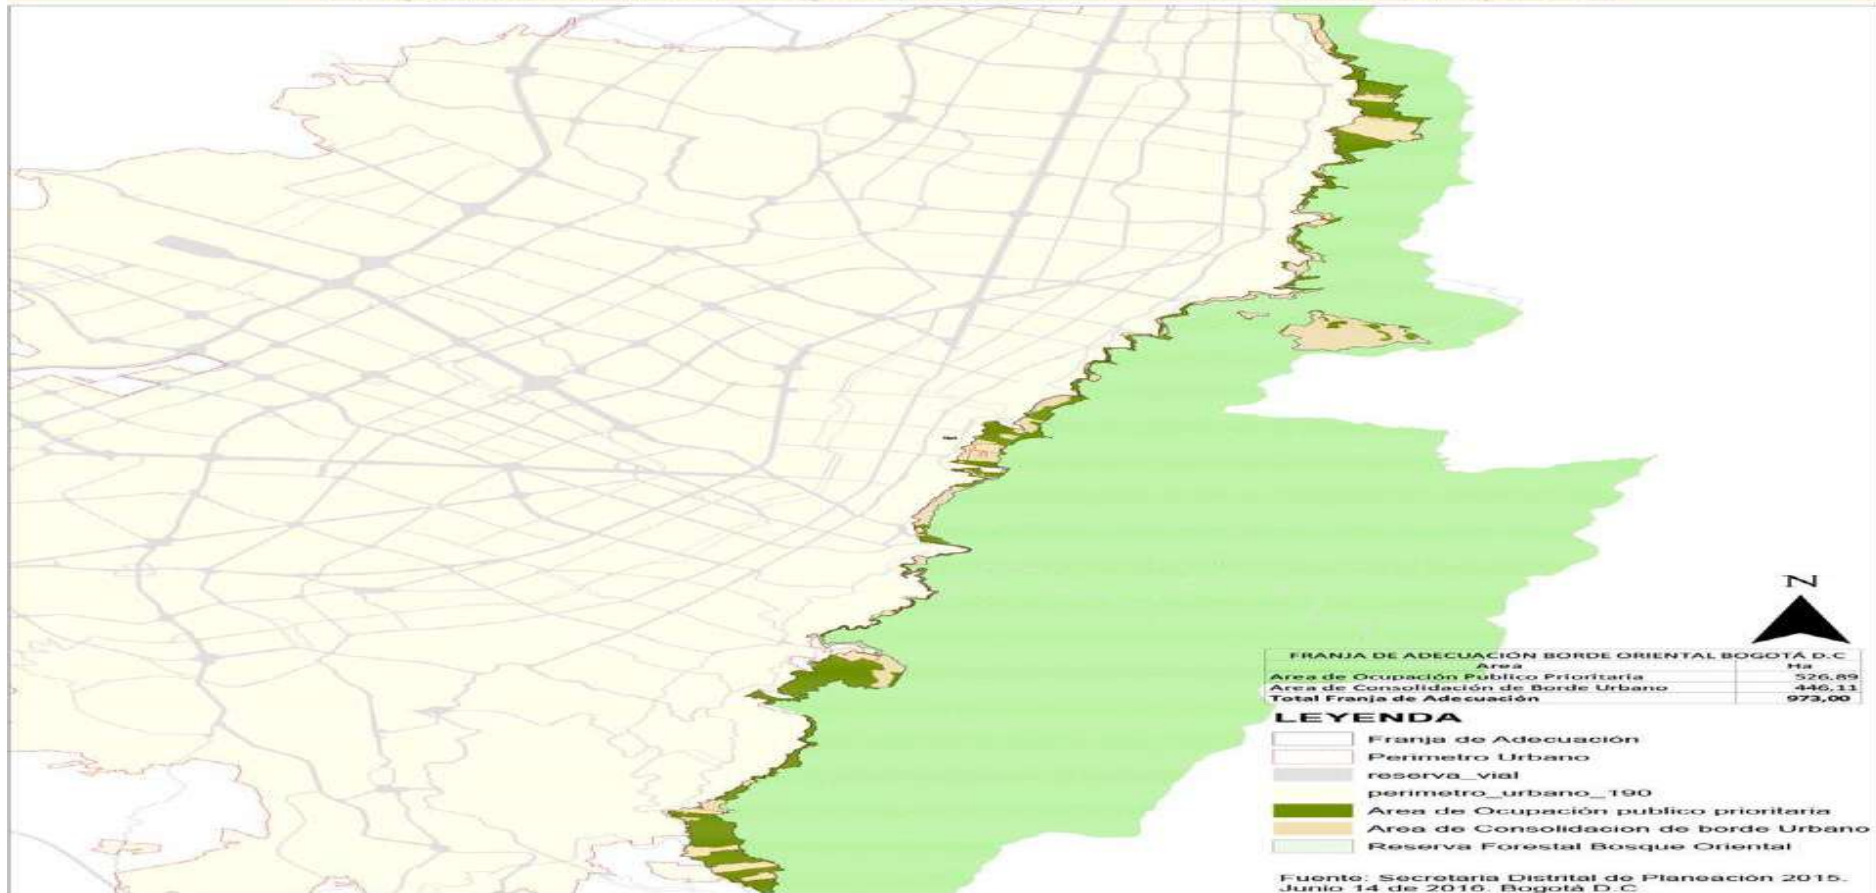 N
FRANJA DE ADECUACIÓN BORDE ORIENTAL BOGOTÁ D.C
Area Ha
Area de Ocupación Público Prioritaria 526,89
Area de Consolidación de Borde Urbano 446,11
Total Franja de Adecuación 973,00
LEYENDA
Franja de Adecuación
Perimetro Urbano
reserva_vial
perimetro_urbano_190
Area de Ocupación publico prioritaria
Area de Consolidacion de borde Urbano
Reserva Forestal Bosque Oriental
Fuente: Secretaria Distrital de Planeación 2015.
Junio 14 de 2016. Bogotá D.C